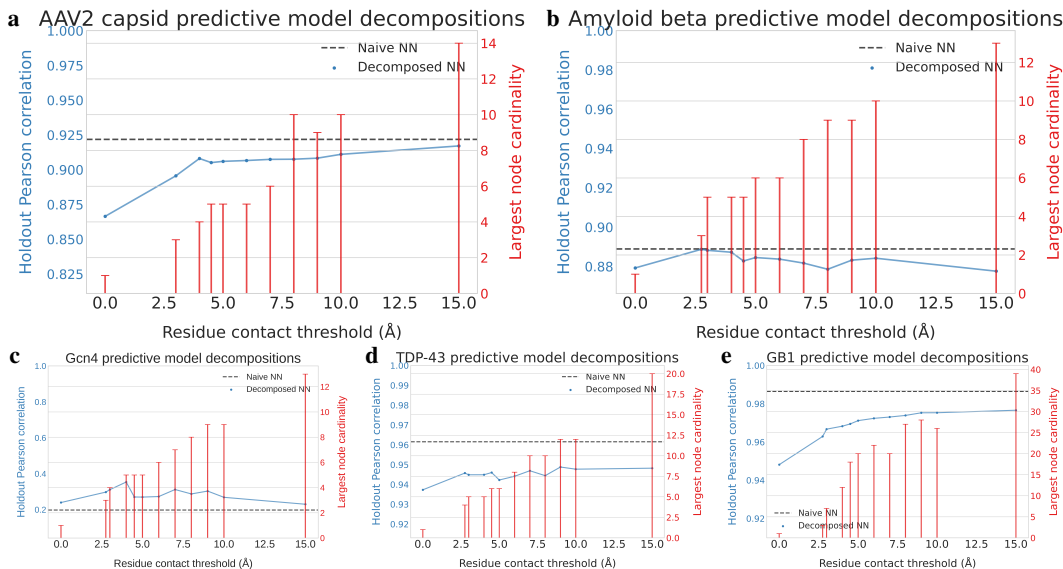 a AAV2 capsid predictive model decompositions
1.000
0.975
0.950
0.925
0.900
0.875
0.850
0.825
Holdout Pearson correlation
Naive NN
Decomposed NN
14
12
10
8
6
4
2
0
Largest node cardinality
0.0 2.5 5.0 7.5 10.0 15.0
Residue contact threshold (Å)
b Amyloid beta predictive model decompositions
1.00
0.98
0.96
0.94
0.92
0.90
0.88
Holdout Pearson correlation
Naive NN
Decomposed NN
12
10
8
6
4
2
0
Largest node cardinality
0.0 2.5 5.0 7.5 10.0 15.0
Residue contact threshold (Å)
c Gcn4 predictive model decompositions
1.0
0.8
0.6
0.4
0.2
Holdout Pearson correlation
Naive NN
Decomposed NN
12
10
8
6
4
2
0
Largest node cardinality
0.0 2.5 5.0 7.5 10.0 12.5 15.0
Residue contact threshold (Å)
d TDP-43 predictive model decompositions
1.00
0.99
0.98
0.96
0.95
0.94
0.93
0.92
Holdout Pearson correlation
Naive NN
Decomposed NN
20.0
17.5
15.0
12.5
10.0
7.5
5.0
2.5
0.0
Largest node cardinality
0.0 2.5 5.0 7.5 10.0 15.0
Residue contact threshold (Å)
e GB1 predictive model decompositions
1.00
0.98
0.96
0.94
0.92
Holdout Pearson correlation
Naive NN
Decomposed NN
40
35
30
25
20
15
10
5
0
Largest node cardinality
0.0 2.5 5.0 7.5 10.0 15.0
Residue contact threshold (Å)